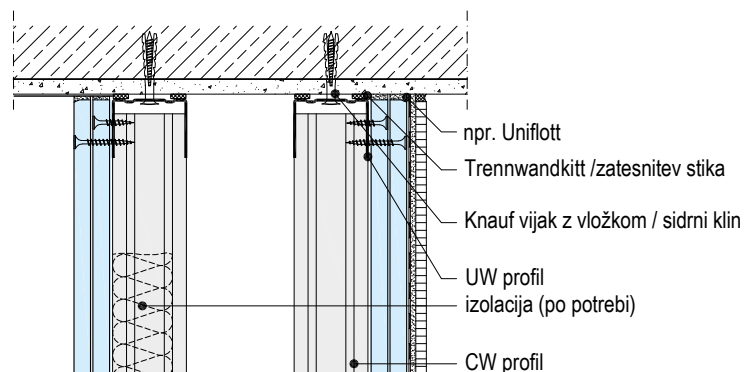 npr. Uniflott
Trennwandkitt /zatesnitev stika
Knauf vijak z vložkom / sidrni klin
UW profil
izolacija (po potrebi)
CW profil